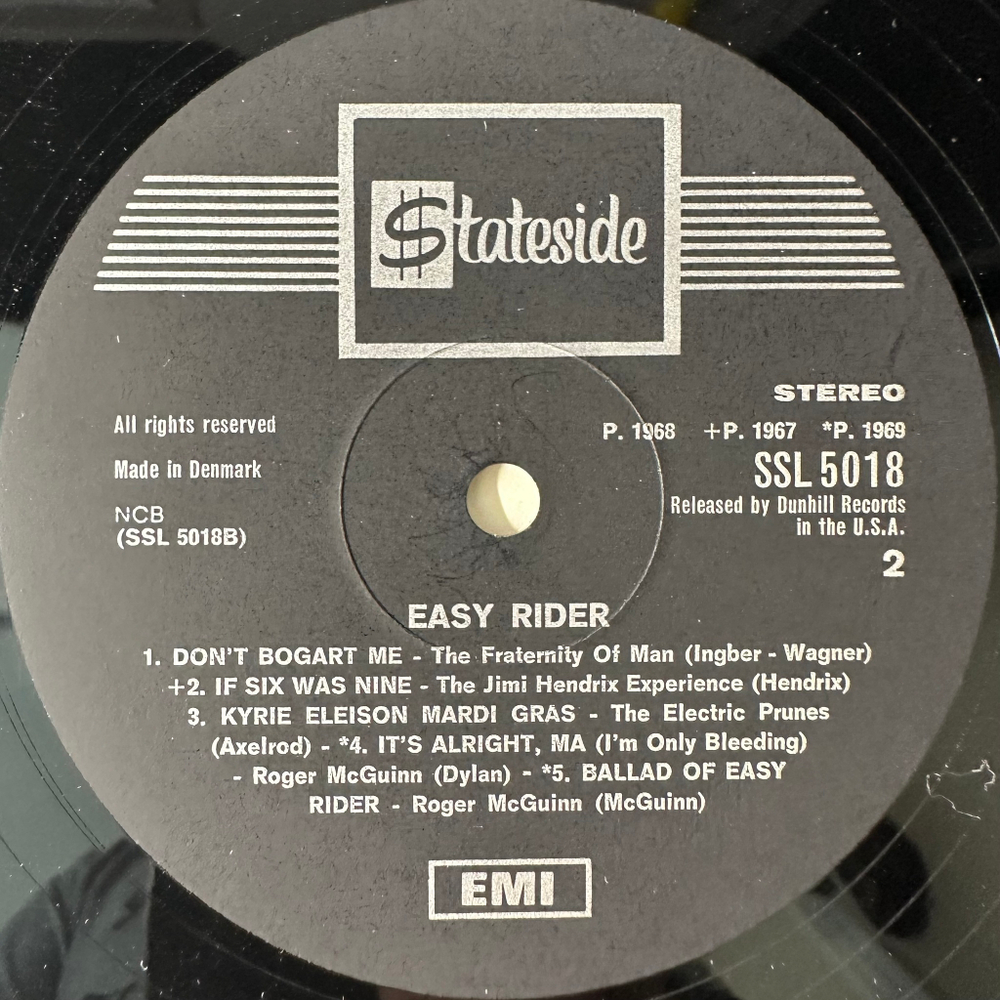 $tateside
STEREO
P. 1968 +P. 1967 *P. 1969
SSL 5018
Released by Dunhill Records
in the U.S.A.
2
All rights reserved
Made in Denmark
NCB
(SSL 5018B)
EASY RIDER
1. DON'T BOGART ME - The Fraternity Of Man (Ingber - Wagner)
+2. IF SIX WAS NINE - The Jimi Hendrix Experience (Hendrix)
3. KYRIE ELEISON MARDI GRAS - The Electric Prunes
(Axelrod) - *4. IT'S ALRIGHT, MA (I'm Only Bleeding)
- Roger McGuinn (Dylan) - *5. BALLAD OF EASY
RIDER - Roger McGuinn (McGuinn)
EMI